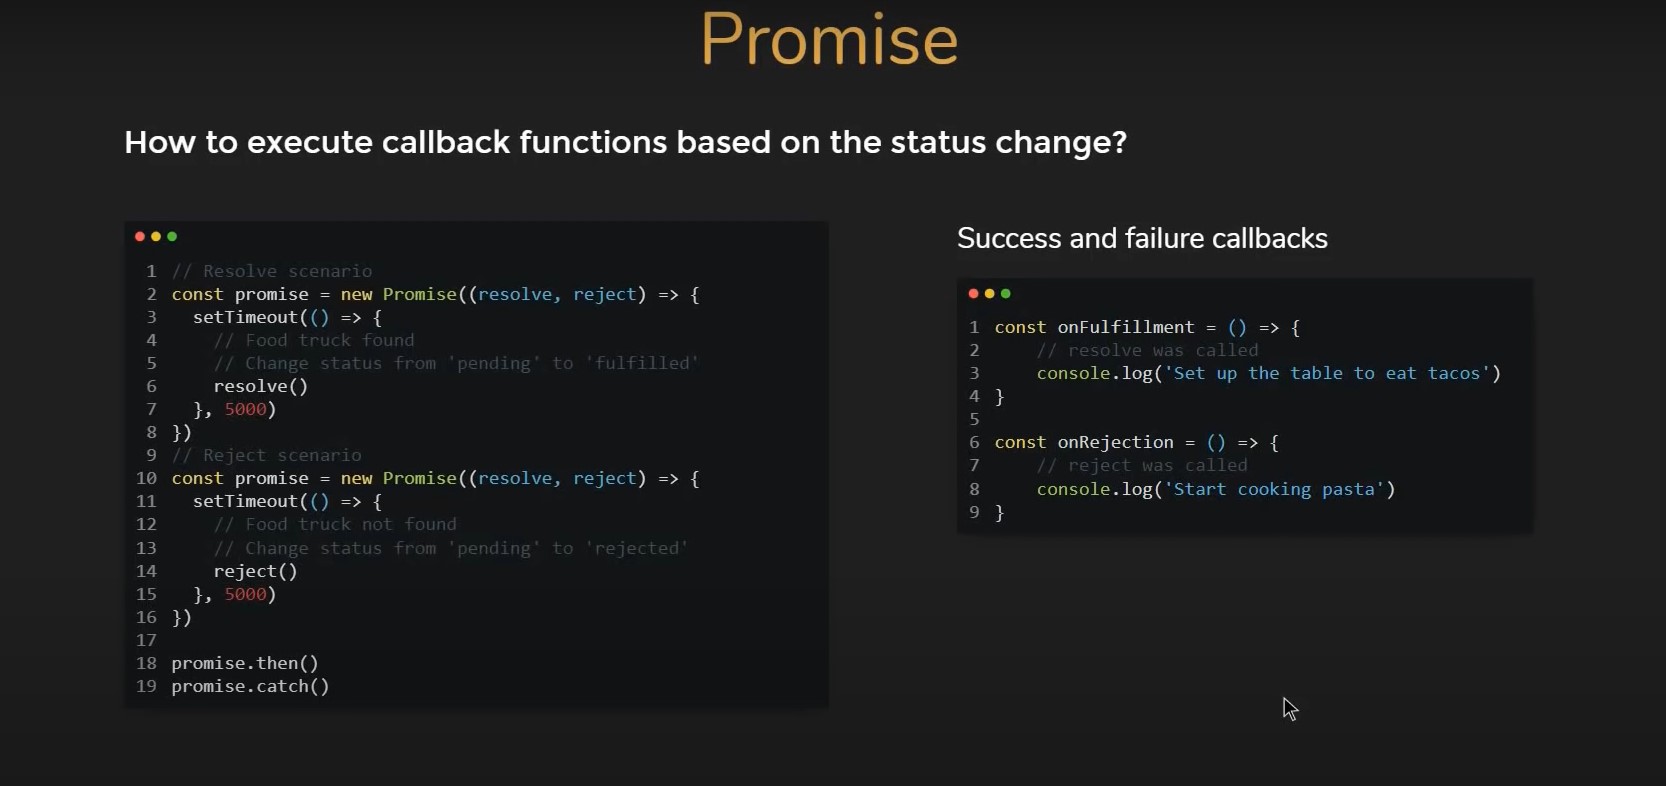 Promise
How to execute callback functions based on the status change?
1 // Resolve scenario
2 const promise = new Promise((resolve, reject) => {
3   setTimeout(() => {
4     // Food truck found
5     // Change status from 'pending' to 'fulfilled'
6     resolve()
7   }, 5000)
8 })
9 // Reject scenario
10 const promise = new Promise((resolve, reject) => {
11   setTimeout(() => {
12     // Food truck not found
13     // Change status from 'pending' to 'rejected'
14     reject()
15   }, 5000)
16 })
17
18 promise.then()
19 promise.catch()
Success and failure callbacks
1 const onFulfillment = () => {
2     // resolve was called
3     console.log('Set up the table to eat tacos')
4 }
5
6 const onRejection = () => {
7     // reject was called
8     console.log('Start cooking pasta')
9 }